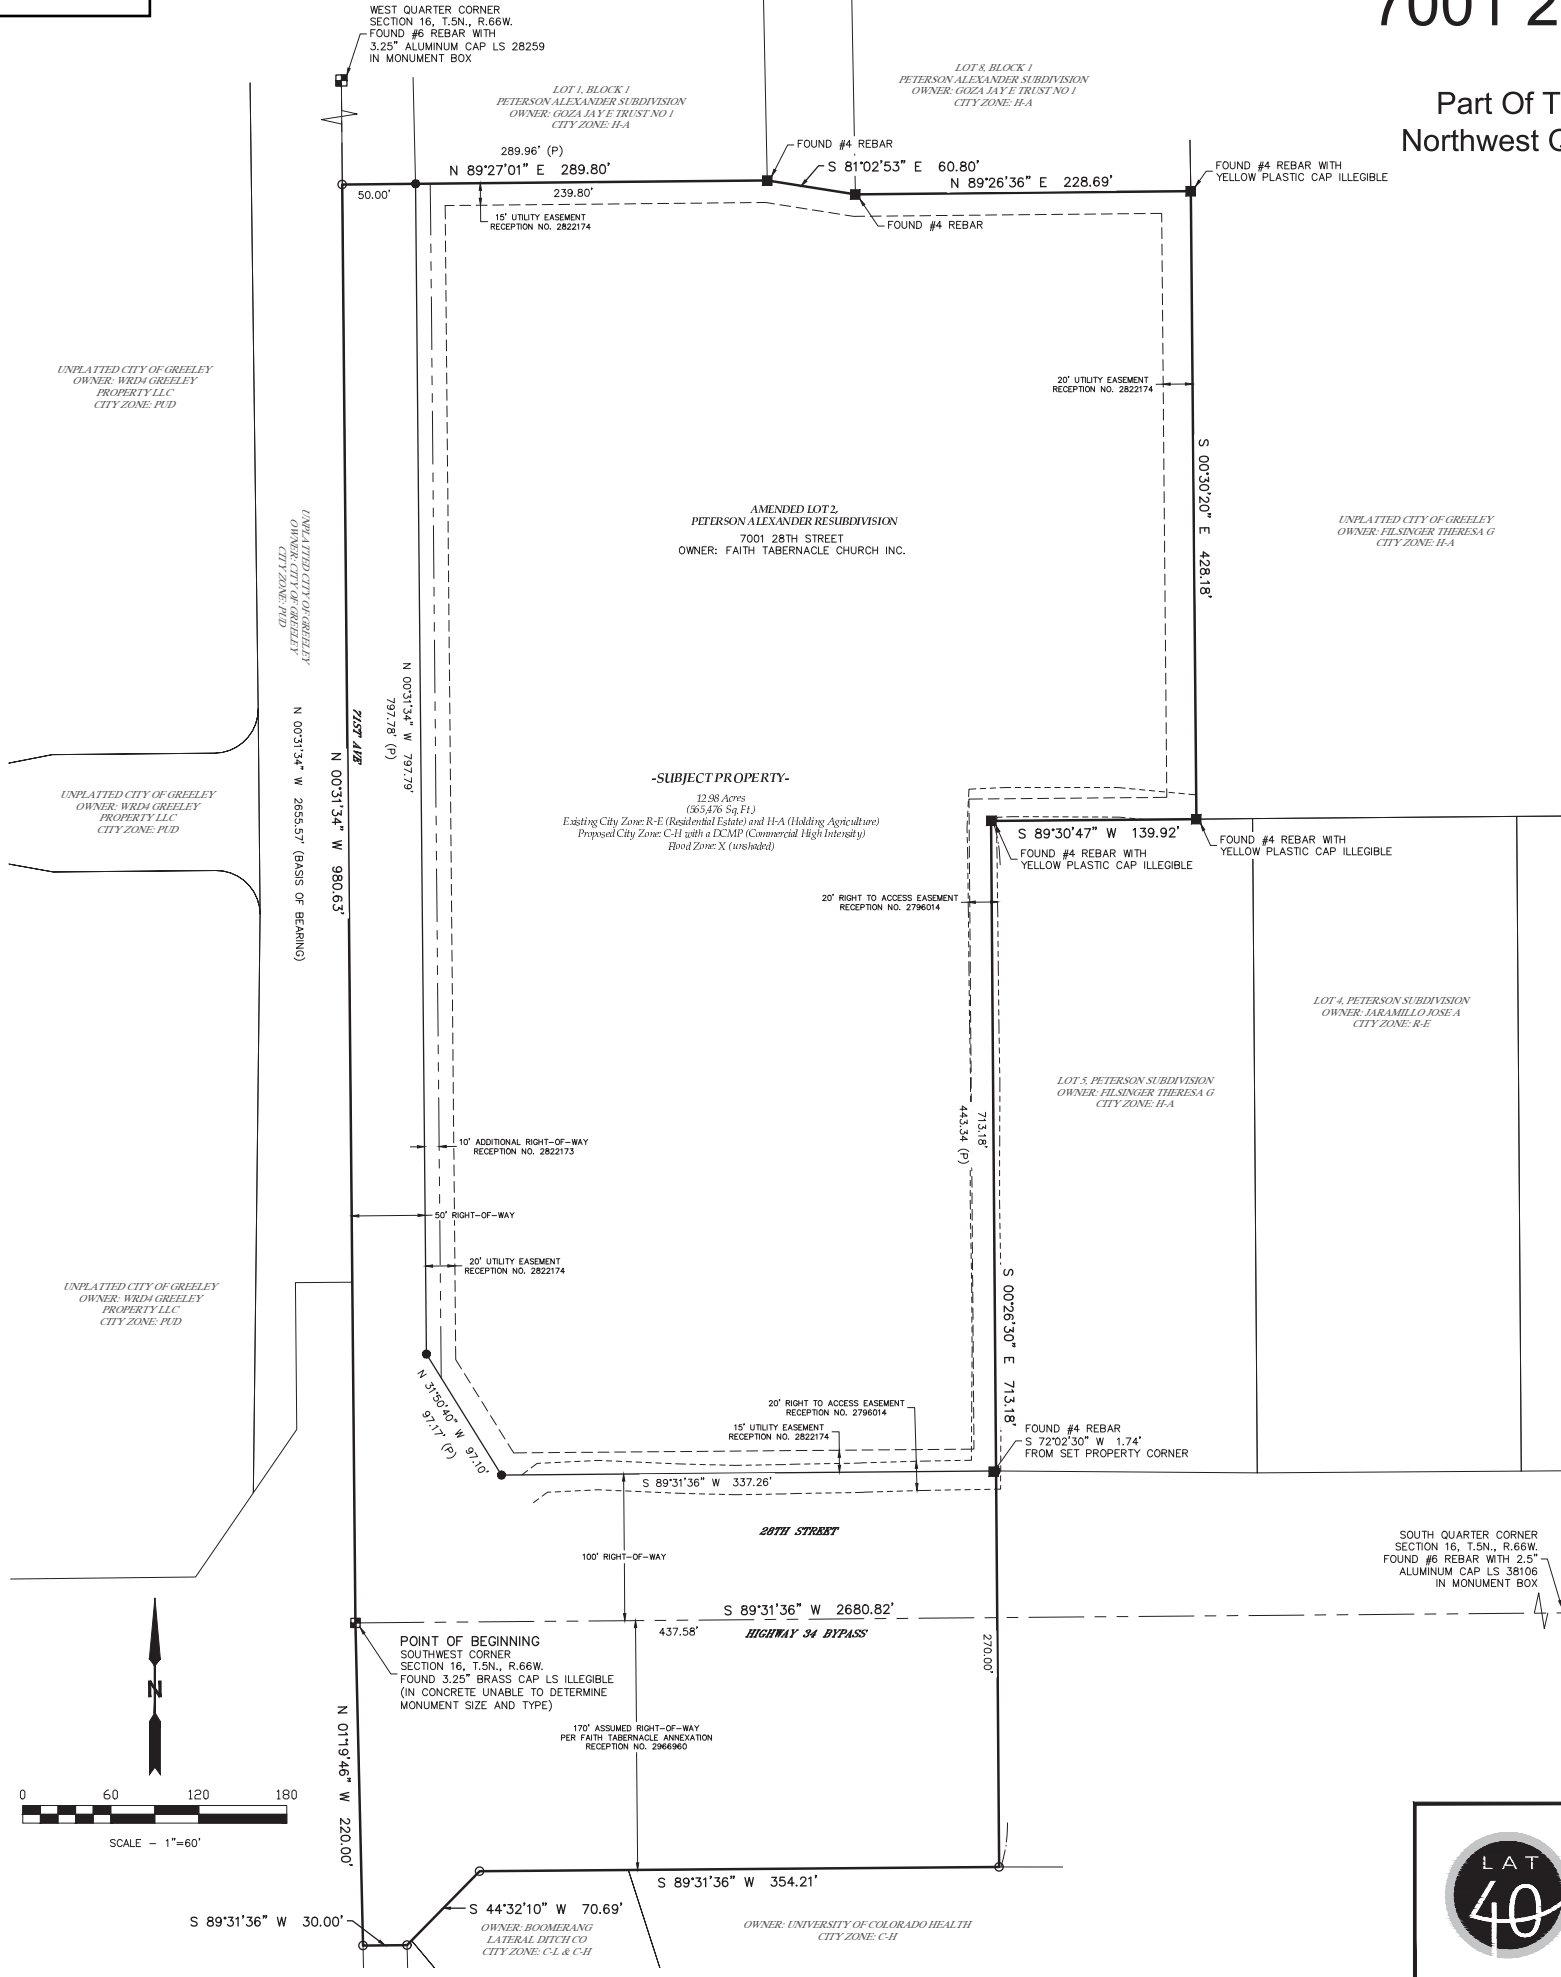 7001 2
Part Of T
Northwest Q
WEST QUARTER CORNER
SECTION 16, T.5N., R.66W.
FOUND #6 REBAR WITH
3.25" ALUMINUM CAP LS 28259
IN MONUMENT BOX
LOT 1, BLOCK 1
PETERSON ALEXANDER SUBDIVISION
OWNER: GOZA JAY E TRUST NO 1
CITY ZONE: H-A
LOT 8, BLOCK 1
PETERSON ALEXANDER SUBDIVISION
OWNER: GOZA JAY E TRUST NO 1
CITY ZONE: H-A
289.96' (P)
N 89°27'01" E 289.80'
50.00'
239.80'
FOUND #4 REBAR
S 81°02'53" E 60.80'
N 89°26'36" E 228.69'
FOUND #4 REBAR WITH
YELLOW PLASTIC CAP ILLEGIBLE
15' UTILITY EASEMENT
RECEPTION NO. 2822174
FOUND #4 REBAR
UNPLATTED CITY OF GREELEY
OWNER: WRD4 GREELEY
PROPERTY LLC
CITY ZONE: PUD
20' UTILITY EASEMENT
RECEPTION NO. 2822174
S 00°30'20" E 428.18'
AMENDED LOT 2,
PETERSON ALEXANDER RESUBDIVISION
7001 28TH STREET
OWNER: FAITH TABERNACLE CHURCH INC.
UNPLATTED CITY OF GREELEY
OWNER: FILSINGER THERESA G
CITY ZONE: H-A
UNPLATTED CITY OF GREELEY
OWNER: CITY OF GREELEY
CITY ZONE: PUD
N 00°31'34" W 2655.57' (BASIS OF BEARING)
N 00°31'34" W 980.63'
71ST AVE
N 00°31'34" W 797.79'
797.78' (P)
-SUBJECT PROPERTY-
12.98 Acres
(565,476 Sq. Ft.)
Existing City Zone: R-E (Residential Estate) and H-A (Holding Agriculture)
Proposed City Zone: C-H with a DCMP (Commercial High Intensity)
Flood Zone: X (unshaded)
UNPLATTED CITY OF GREELEY
OWNER: WRD4 GREELEY
PROPERTY LLC
CITY ZONE: PUD
S 89°30'47" W 139.92'
FOUND #4 REBAR WITH
YELLOW PLASTIC CAP ILLEGIBLE
FOUND #4 REBAR WITH
YELLOW PLASTIC CAP ILLEGIBLE
20' RIGHT TO ACCESS EASEMENT
RECEPTION NO. 2796014
LOT 4, PETERSON SUBDIVISION
OWNER: JARAMILLO JOSE A
CITY ZONE: R-E
LOT 5, PETERSON SUBDIVISION
OWNER: FILSINGER THERESA G
CITY ZONE: H-A
713.18'
443.34 (P)
10' ADDITIONAL RIGHT-OF-WAY
RECEPTION NO. 2822173
50' RIGHT-OF-WAY
20' UTILITY EASEMENT
RECEPTION NO. 2822174
UNPLATTED CITY OF GREELEY
OWNER: WRD4 GREELEY
PROPERTY LLC
CITY ZONE: PUD
S 00°26'30" E 713.18'
N 31°50'40" W 97.10'
97.17' (P)
20' RIGHT TO ACCESS EASEMENT
RECEPTION NO. 2796014
15' UTILITY EASEMENT
RECEPTION NO. 2822174
FOUND #4 REBAR
S 72°02'30" W 1.74'
FROM SET PROPERTY CORNER
S 89°31'36" W 337.26'
28TH STREET
100' RIGHT-OF-WAY
SOUTH QUARTER CORNER
SECTION 16, T.5N., R.66W.
FOUND #6 REBAR WITH 2.5"
ALUMINUM CAP LS 38106
IN MONUMENT BOX
S 89°31'36" W 2680.82'
437.58'
HIGHWAY 34 BYPASS
270.00'
POINT OF BEGINNING
SOUTHWEST CORNER
SECTION 16, T.5N., R.66W.
FOUND 3.25" BRASS CAP LS ILLEGIBLE
(IN CONCRETE UNABLE TO DETERMINE
MONUMENT SIZE AND TYPE)
N
N 01°19'46" W 220.00'
170' ASSUMED RIGHT-OF-WAY
PER FAITH TABERNACLE ANNEXATION
RECEPTION NO. 2966960
0 60 120 180
SCALE - 1"=60'
S 89°31'36" W 354.21'
S 44°32'10" W 70.69'
S 89°31'36" W 30.00'
OWNER: BOOMERANG
LATERAL DITCH CO
CITY ZONE: C-L & C-H
OWNER: UNIVERSITY OF COLORADO HEALTH
CITY ZONE: C-H
LAT
40